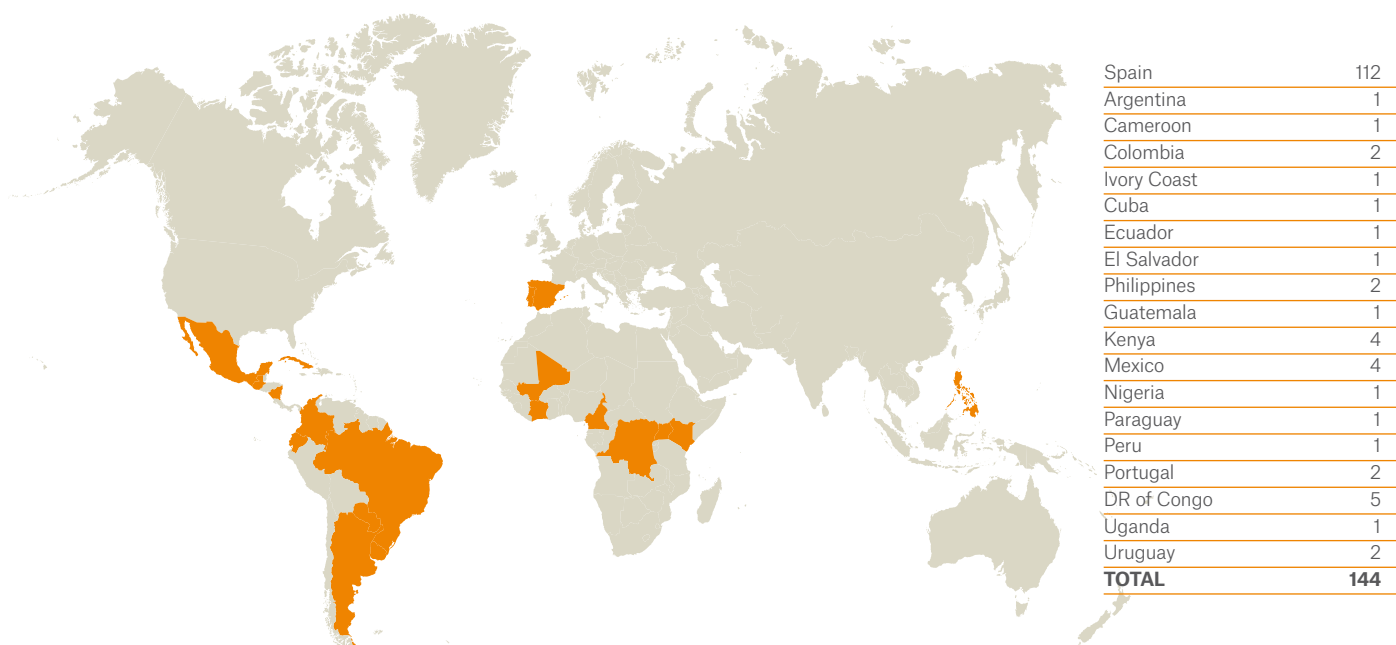 Spain 112
Argentina 1
Cameroon 1
Colombia 2
Ivory Coast 1
Cuba 1
Ecuador 1
El Salvador 1
Philippines 2
Guatemala 1
Kenya 4
Mexico 4
Nigeria 1
Paraguay 1
Peru 1
Portugal 2
DR of Congo 5
Uganda 1
Uruguay 2
TOTAL 144